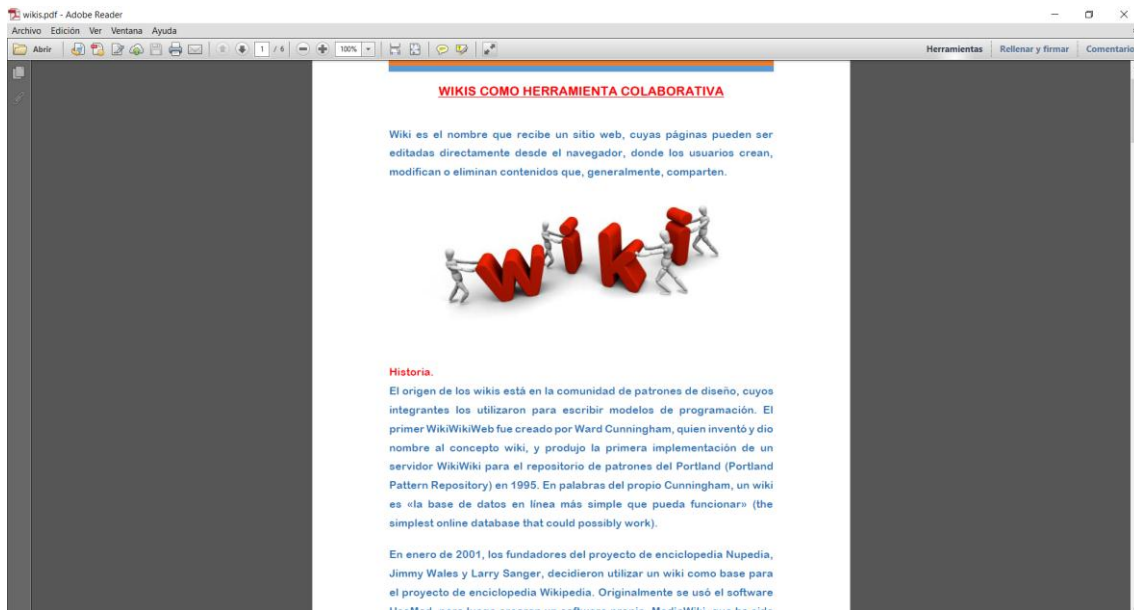 wikis.pdf - Adobe Reader
Archivo Edición Ver Ventana Ayuda
Abrir 1 / 6 100% Herramientas Rellenar y firmar Comentario
WIKIS COMO HERRAMIENTA COLABORATIVA
Wiki es el nombre que recibe un sitio web, cuyas páginas pueden ser
editadas directamente desde el navegador, donde los usuarios crean,
modifican o eliminan contenidos que, generalmente, comparten.
wiki
Historia.
El origen de los wikis está en la comunidad de patrones de diseño, cuyos
integrantes los utilizaron para escribir modelos de programación. El
primer WikiWikiWeb fue creado por Ward Cunningham, quien inventó y dio
nombre al concepto wiki, y produjo la primera implementación de un
servidor WikiWiki para el repositorio de patrones del Portland (Portland
Pattern Repository) en 1995. En palabras del propio Cunningham, un wiki
es «la base de datos en línea más simple que pueda funcionar» (the
simplest online database that could possibly work).
En enero de 2001, los fundadores del proyecto de enciclopedia Nupedia,
Jimmy Wales y Larry Sanger, decidieron utilizar un wiki como base para
el proyecto de enciclopedia Wikipedia. Originalmente se usó el software